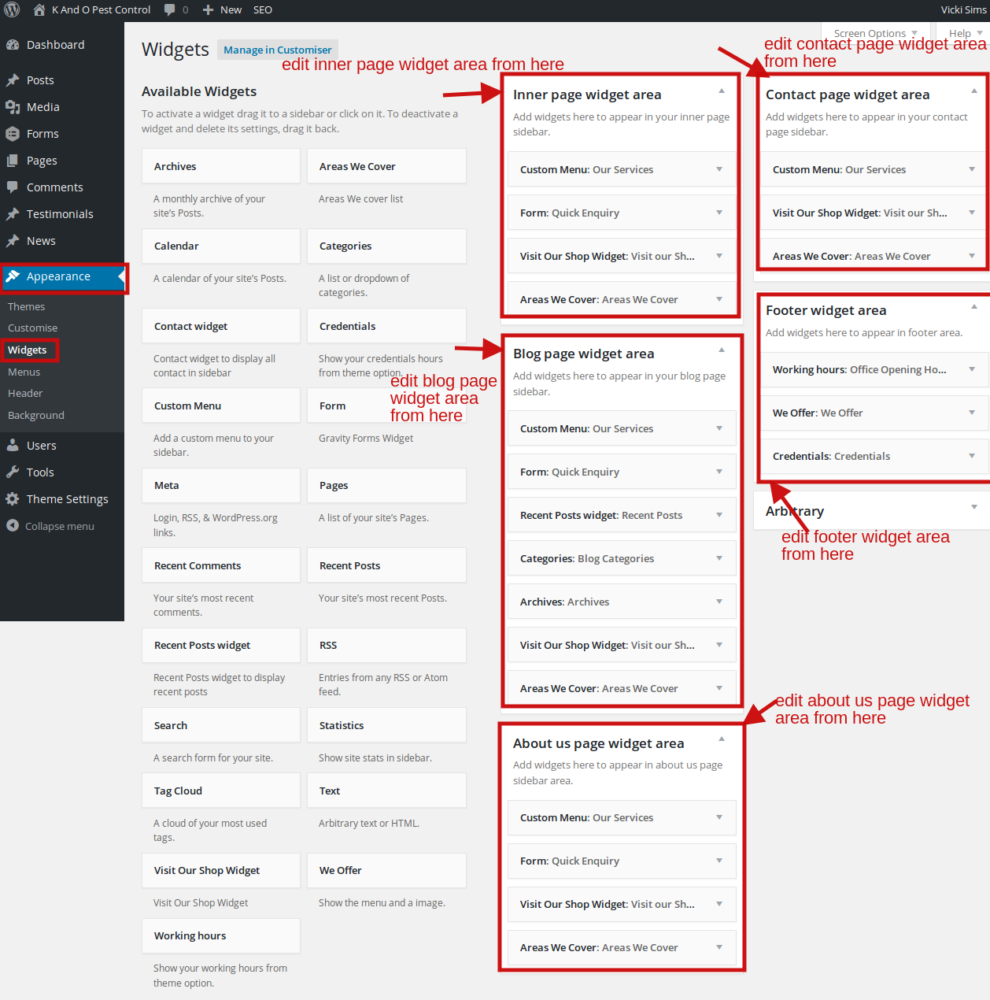 K And O Pest Control
0
New
SEO
Vicki Sims
Dashboard
Posts
Media
Forms
Pages
Comments
Testimonials
News
Appearance
Themes
Customise
Widgets
Menus
Header
Background
Users
Tools
Theme Settings
Collapse menu
Screen Options
Help
Widgets
Manage in Customiser
edit inner page widget area from here
edit contact page widget area
from here
Available Widgets
To activate a widget drag it to a sidebar or click on it. To deactivate a
widget and delete its settings, drag it back.
Archives
A monthly archive of your
site’s Posts.
Areas We Cover
Areas We cover list
Calendar
A calendar of your site’s Posts.
Categories
A list or dropdown of
categories.
Contact widget
Contact widget to display all
contact in sidebar
Credentials
Show your credentials hours
from theme option.
Custom Menu
Add a custom menu to your
sidebar.
Form
Gravity Forms Widget
Meta
Login, RSS, & WordPress.org
links.
Pages
A list of your site’s Pages.
Recent Comments
Your site’s most recent
comments.
Recent Posts
Your site’s most recent Posts.
Recent Posts widget
Recent Posts widget to display
recent posts
RSS
Entries from any RSS or Atom
feed.
Search
A search form for your site.
Statistics
Show site stats in sidebar.
Tag Cloud
A cloud of your most used
tags.
Text
Arbitrary text or HTML.
Visit Our Shop Widget
Visit Our Shop Widget
We Offer
Show the menu and a image.
Working hours
Show your working hours from
theme option.
Inner page widget area
Add widgets here to appear in your inner page
sidebar.
Custom Menu: Our Services
Form: Quick Enquiry
Visit Our Shop Widget: Visit our Sh...
Areas We Cover: Areas We Cover
edit blog page
widget area
from here
Blog page widget area
Add widgets here to appear in your blog page
sidebar.
Custom Menu: Our Services
Form: Quick Enquiry
Recent Posts widget: Recent Posts
Categories: Blog Categories
Archives: Archives
Visit Our Shop Widget: Visit our Sh...
Areas We Cover: Areas We Cover
edit about us page widget
area from here
About us page widget area
Add widgets here to appear in about us page
sidebar area.
Custom Menu: Our Services
Form: Quick Enquiry
Visit Our Shop Widget: Visit our Sh...
Areas We Cover: Areas We Cover
Contact page widget area
Add widgets here to appear in your contact
page sidebar.
Custom Menu: Our Services
Visit Our Shop Widget: Visit our Sh...
Areas We Cover: Areas We Cover
Footer widget area
Add widgets here to appear in footer area.
Working hours: Office Opening Ho...
We Offer: We Offer
Credentials: Credentials
Arbitrary
edit footer widget area
from here